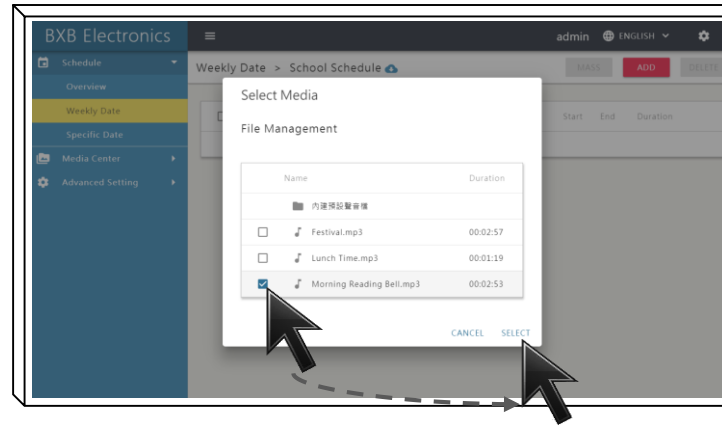 BXB Electronics
admin ENGLISH
Schedule
Weekly Date > School Schedule
MASS ADD DELETE
Overview
Select Media
Weekly Date
Start End Duration
File Management
Specific Date
Media Center
Name Duration
Advanced Setting
內建預設聲音檔
Festival.mp3 00:02:57
Lunch Time.mp3 00:01:19
Morning Reading Bell.mp3 00:02:53
CANCEL SELECT